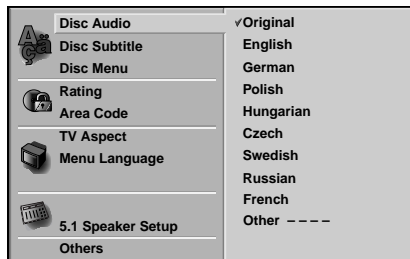 Disc Audio
Disc Subtitle
Disc Menu
Rating
Area Code
TV Aspect
Menu Language
5.1 Speaker Setup
Others
✓Original
English
German
Polish
Hungarian
Czech
Swedish
Russian
French
Other – – – –